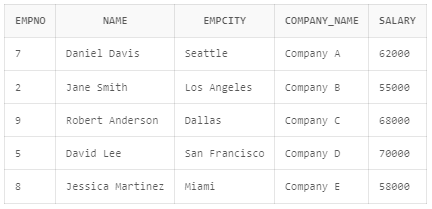 EMPNO NAME EMPCITY COMPANY_NAME SALARY
7 Daniel Davis Seattle Company A 62000
2 Jane Smith Los Angeles Company B 55000
9 Robert Anderson Dallas Company C 68000
5 David Lee San Francisco Company D 70000
8 Jessica Martinez Miami Company E 58000